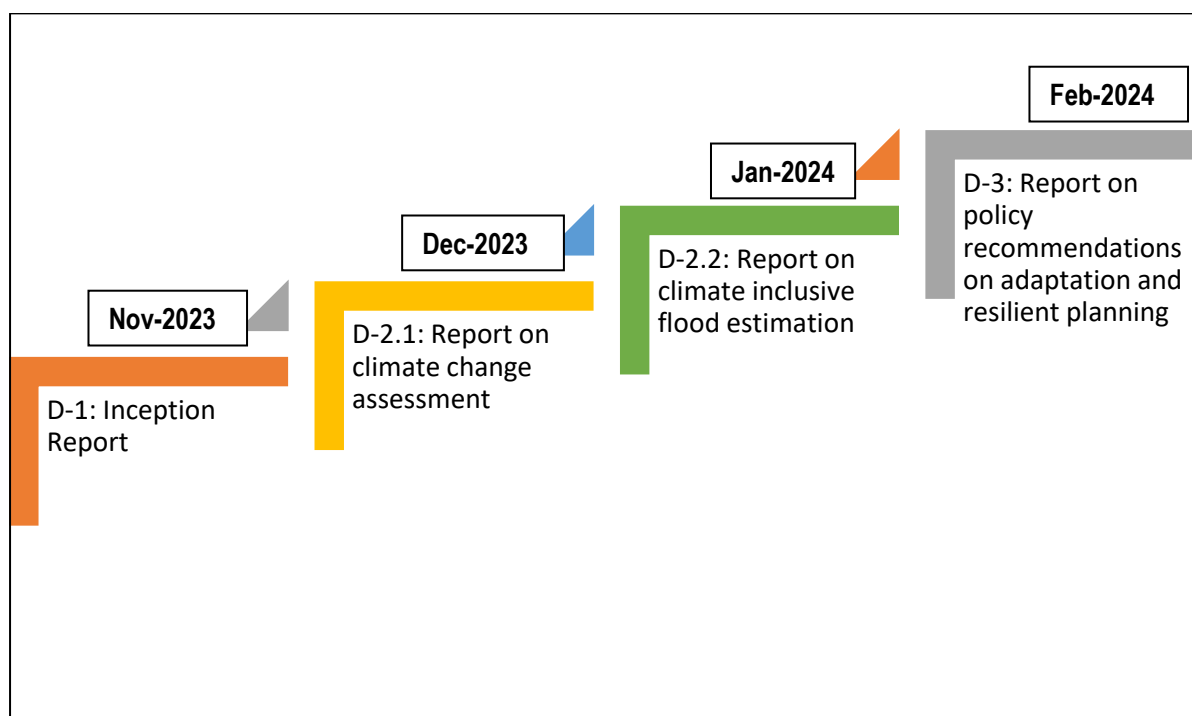 Nov-2023
D-1: Inception
Report
Dec-2023
D-2.1: Report on
climate change
assessment
Jan-2024
D-2.2: Report on
climate inclusive
flood estimation
Feb-2024
D-3: Report on
policy
recommendations
on adaptation and
resilient planning